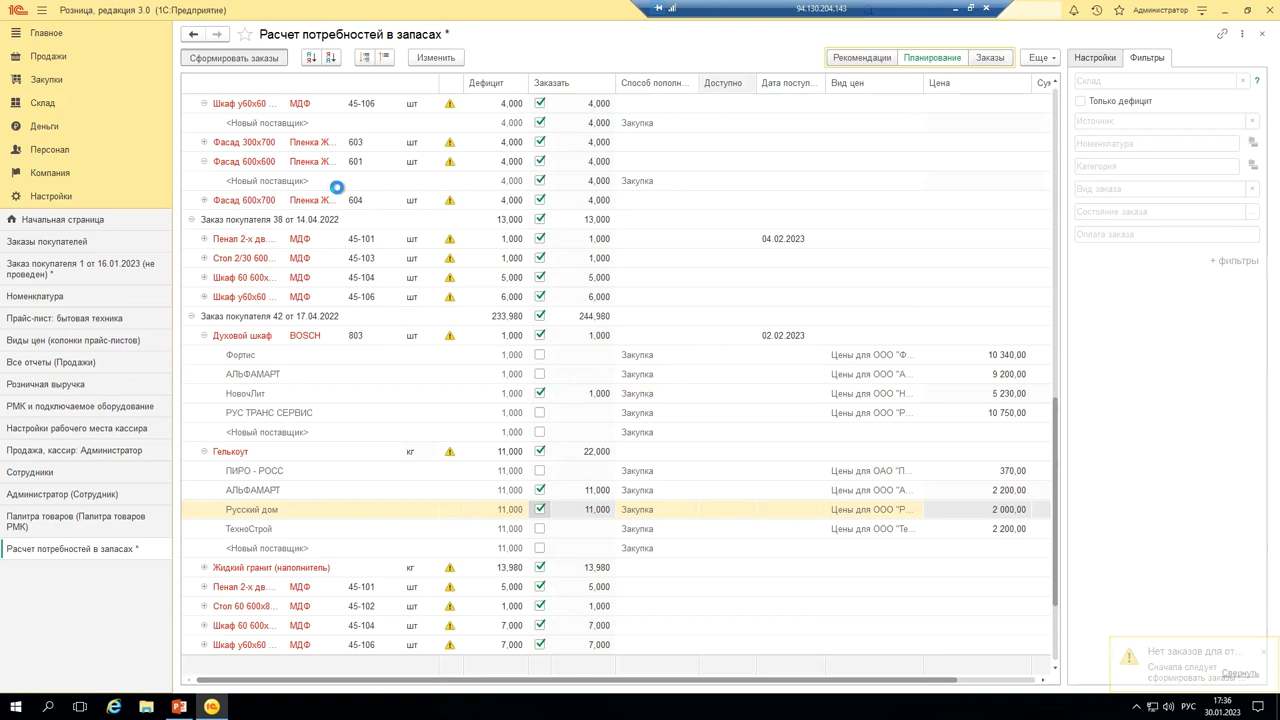 1С Розница, редакция 3.0 (1С:Предприятие)
94.130.204.143
Администратор
Главное
Продажи
Закупки
Склад
Деньги
Персонал
Компания
Настройки
Начальная страница
Заказы покупателей
Заказ покупателя 1 от 16.01.2023 (не
проведен) *
Номенклатура
Прайс-лист: бытовая техника
Виды цен (колонки прайс-листов)
Все отчеты (Продажи)
Розничная выручка
РМК и подключаемое оборудование
Настройки рабочего места кассира
Продажа, кассир: Администратор
Сотрудники
Администратор (Сотрудник)
Палитра товаров (Палитра товаров
РМК)
Расчет потребностей в запасах *
Расчет потребностей в запасах *
Сформировать заказы
Изменить
Рекомендации Планирование Заказы
Еще
Дефицит Заказать Способ пополн... Доступно Дата поступ... Вид цен Цена Су
Шкаф у60х60 ... МДФ 45-106 шт 4,000 4,000
<Новый поставщик> 4,000 4,000 Закупка
Фасад 300х700 Пленка Ж... 603 шт 4,000 4,000
Фасад 600х600 Пленка Ж... 601 шт 4,000 4,000
<Новый поставщик> 4,000 4,000 Закупка
Фасад 600х700 Пленка Ж... 604 шт 4,000 4,000
Заказ покупателя 38 от 14.04.2022 13,000 13,000
Пенал 2-х дв.... МДФ 45-101 шт 1,000 1,000 04.02.2023
Стол 2/30 600... МДФ 45-103 шт 1,000 1,000
Шкаф 60 600х... МДФ 45-104 шт 5,000 5,000
Шкаф у60х60 ... МДФ 45-106 шт 6,000 6,000
Заказ покупателя 42 от 17.04.2022 233,980 244,980
Духовой шкаф BOSCH 803 шт 1,000 1,000 02.02.2023
Фортис 1,000 Закупка Цены для ООО "Ф... 10 340,00
АЛЬФАМАРТ 1,000 Закупка Цены для ООО "А... 9 200,00
НовочЛит 1,000 1,000 Закупка Цены для ООО "Н... 5 230,00
РУС ТРАНС СЕРВИС 1,000 Закупка Цены для ООО "Р... 10 750,00
<Новый поставщик> 1,000 Закупка
Гелькоут кг 11,000 22,000
ПИРО - РОСС 11,000 Закупка Цены для ОАО "П... 370,00
АЛЬФАМАРТ 11,000 11,000 Закупка Цены для ООО "А... 2 200,00
Русский дом 11,000 11,000 Закупка Цены для ООО "Р... 2 000,00
ТехноСтрой 11,000 Закупка Цены для ООО "Те... 2 200,00
<Новый поставщик> 11,000 Закупка
Жидкий гранит (наполнитель) кг 13,980 13,980
Пенал 2-х дв.... МДФ 45-101 шт 5,000 5,000
Стол 60 600х8... МДФ 45-102 шт 1,000 1,000
Шкаф 60 600х... МДФ 45-104 шт 7,000 7,000
Шкаф у60х60 ... МДФ 45-106 шт 7,000 7,000
Настройки Фильтры
Склад
Только дефицит
Источник
Номенклатура
Категория
Вид заказа
Состояние заказа
Оплата заказа
+ фильтры
Нет заказов для от...
Сначала следует
сформировать заказы
Свернуть
РУС
17:36
30.01.2023